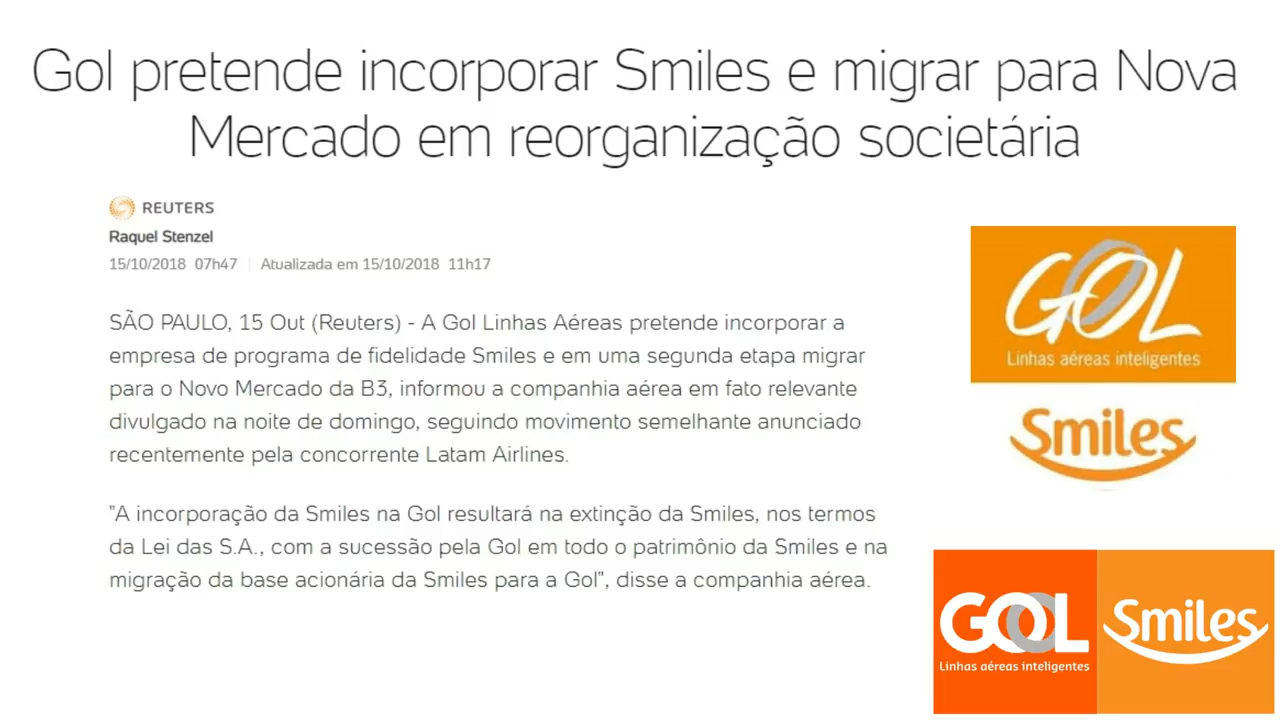 Gol pretende incorporar Smiles e migrar para Nova
Mercado em reorganização societária
REUTERS
Raquel Stenzel
15/10/2018 07h47 Atualizada em 15/10/2018 11h17
SÃO PAULO, 15 Out (Reuters) - A Gol Linhas Aéreas pretende incorporar a
empresa de programa de fidelidade Smiles e em uma segunda etapa migrar
para o Novo Mercado da B3, informou a companhia aérea em fato relevante
divulgado na noite de domingo, seguindo movimento semelhante anunciado
recentemente pela concorrente Latam Airlines.
"A incorporação da Smiles na Gol resultará na extinção da Smiles, nos termos
da Lei das S.A., com a sucessão pela Gol em todo o patrimônio da Smiles e na
migração da base acionária da Smiles para a Gol", disse a companhia aérea.
GOL
Linhas aéreas inteligentes
Smiles
GOL
Linhas aéreas inteligentes
Smiles